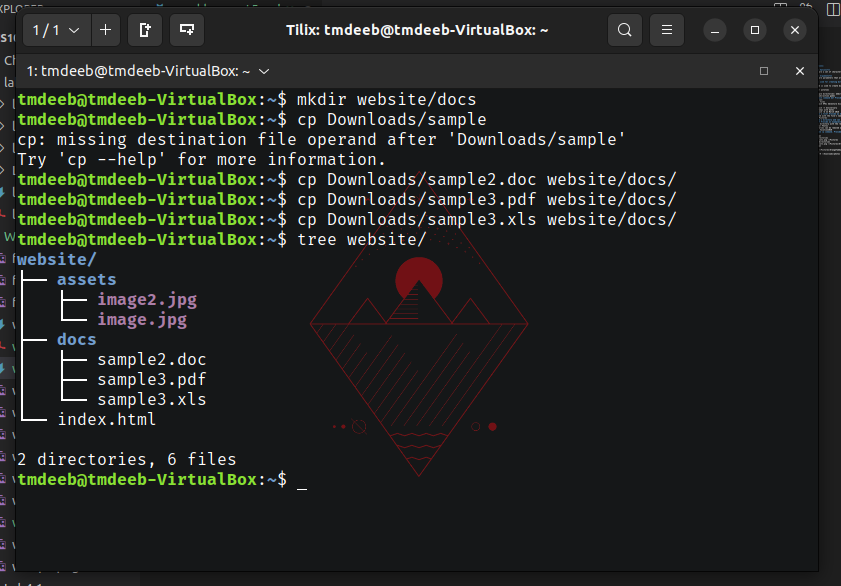 1 / 1
Tilix: tmdeeb@tmdeeb-VirtualBox: ~
1: tmdeeb@tmdeeb-VirtualBox: ~
tmdeeb@tmdeeb-VirtualBox:~$ mkdir website/docs
tmdeeb@tmdeeb-VirtualBox:~$ cp Downloads/sample
cp: missing destination file operand after 'Downloads/sample'
Try 'cp --help' for more information.
tmdeeb@tmdeeb-VirtualBox:~$ cp Downloads/sample2.doc website/docs/
tmdeeb@tmdeeb-VirtualBox:~$ cp Downloads/sample3.pdf website/docs/
tmdeeb@tmdeeb-VirtualBox:~$ cp Downloads/sample3.xls website/docs/
tmdeeb@tmdeeb-VirtualBox:~$ tree website/
website/
├── assets
│   ├── image2.jpg
│   └── image.jpg
├── docs
│   ├── sample2.doc
│   ├── sample3.pdf
│   └── sample3.xls
└── index.html
2 directories, 6 files
tmdeeb@tmdeeb-VirtualBox:~$ _